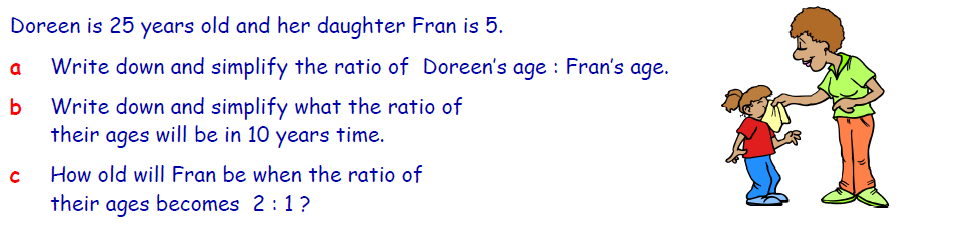 Doreen is 25 years old and her daughter Fran is 5.
a Write down and simplify the ratio of Doreen's age : Fran's age.
b Write down and simplify what the ratio of
their ages will be in 10 years time.
c How old will Fran be when the ratio of
their ages becomes 2 : 1 ?